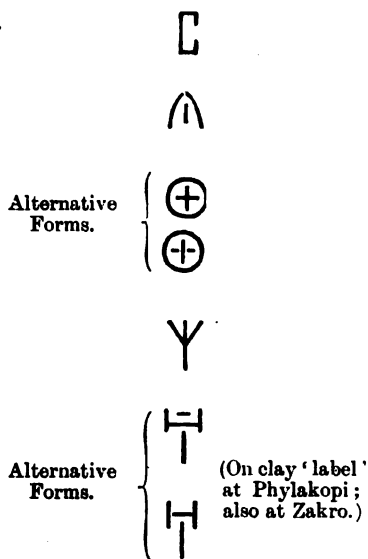 Alternative
Forms.
Alternative
Forms.
(On clay ‘label’
at Phylakopi ;
also at Zakro.)